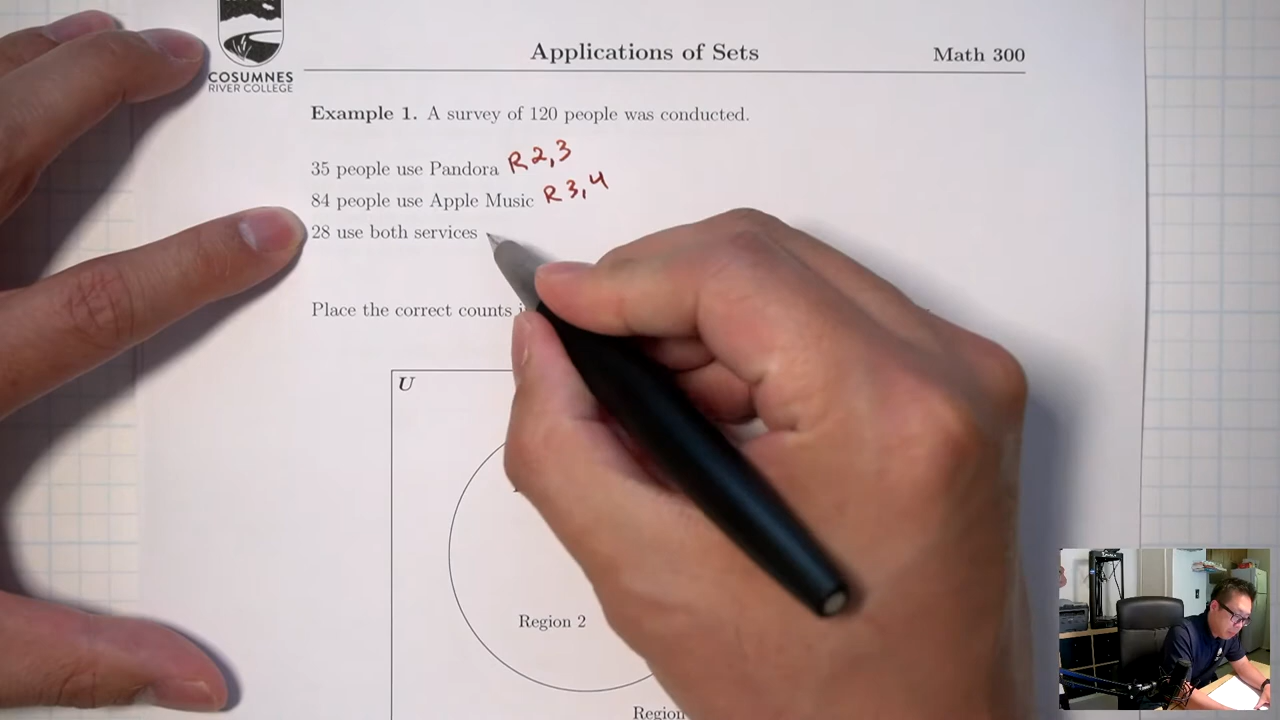 COSUMNES
RIVER COLLEGE
Applications of Sets
Math 300
Example 1. A survey of 120 people was conducted.
35 people use Pandora R 2,3
84 people use Apple Music R 3,4
28 use both services
Place the correct counts
U
Region 2
Region